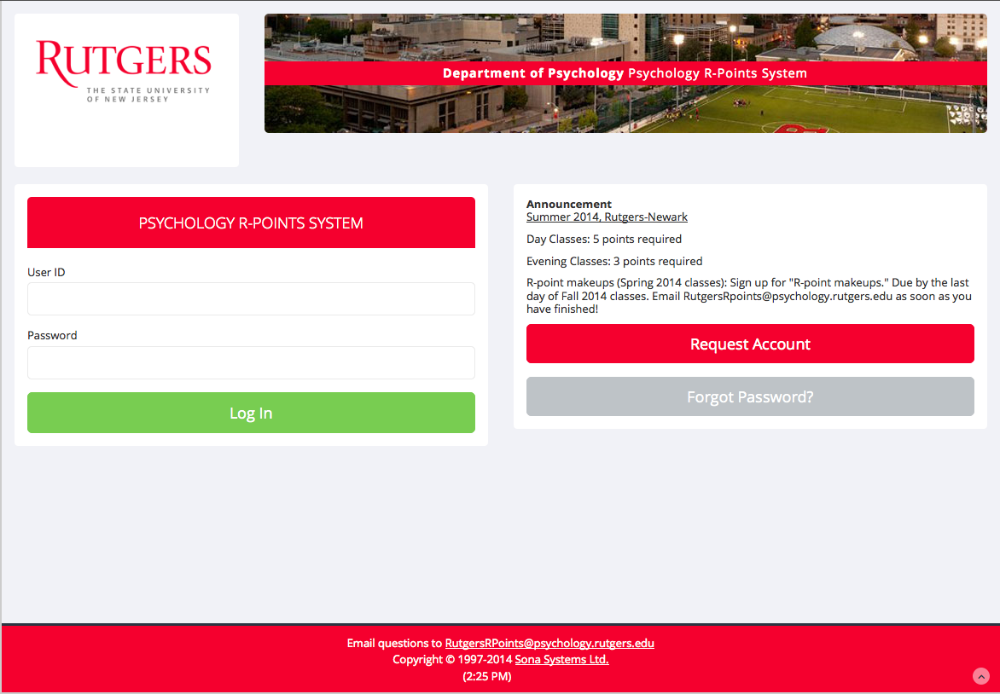 RUTGERS
THE STATE UNIVERSITY
OF NEW JERSEY
Department of Psychology Psychology R-Points System
PSYCHOLOGY R-POINTS SYSTEM
User ID
Password
Log In
Announcement
Summer 2014, Rutgers-Newark
Day Classes: 5 points required
Evening Classes: 3 points required
R-point makeups (Spring 2014 classes): Sign up for "R-point makeups." Due by the last
day of Fall 2014 classes. Email RutgersRpoints@psychology.rutgers.edu as soon as you
have finished!
Request Account
Forgot Password?
Email questions to RutgersRPoints@psychology.rutgers.edu
Copyright © 1997-2014 Sona Systems Ltd.
(2:25 PM)